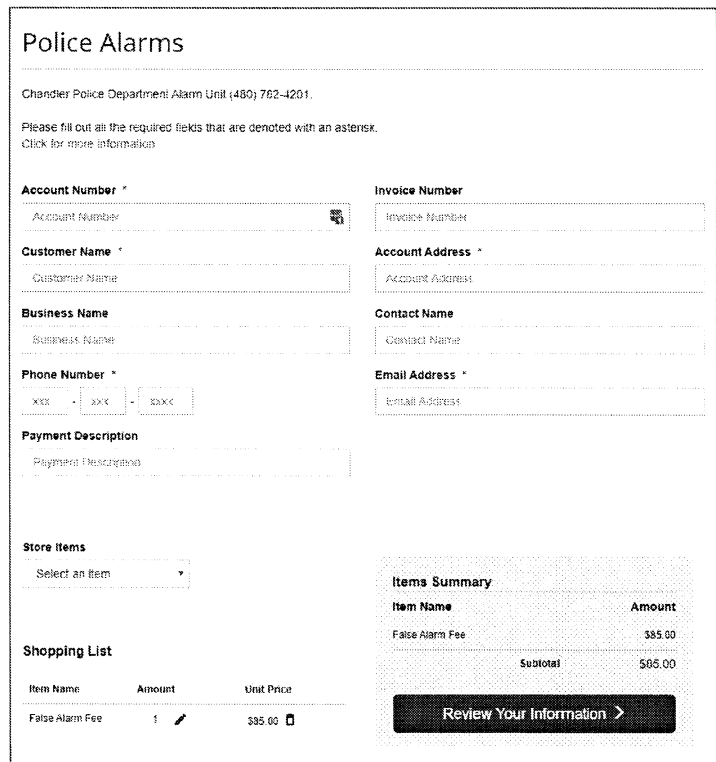 Police Alarms
Chandler Police Department Alarm Unit (480) 782-4201.
Please fill out all the required fields that are denoted with an asterisk.
Click for more information
Account Number *
Invoice Number
Account Number
Invoice Number
Customer Name *
Account Address *
Customer Name
Account Address
Business Name
Contact Name
Business Name
Contact Name
Phone Number *
Email Address *
xxx - xxx - xxxx
Email Address
Payment Description
Payment Description
Store Items
Select an Item
Items Summary
Item Name Amount
False Alarm Fee $85.00
Subtotal $85.00
Review Your Information >
Shopping List
Item Name Amount Unit Price
False Alarm Fee 1 $85.00